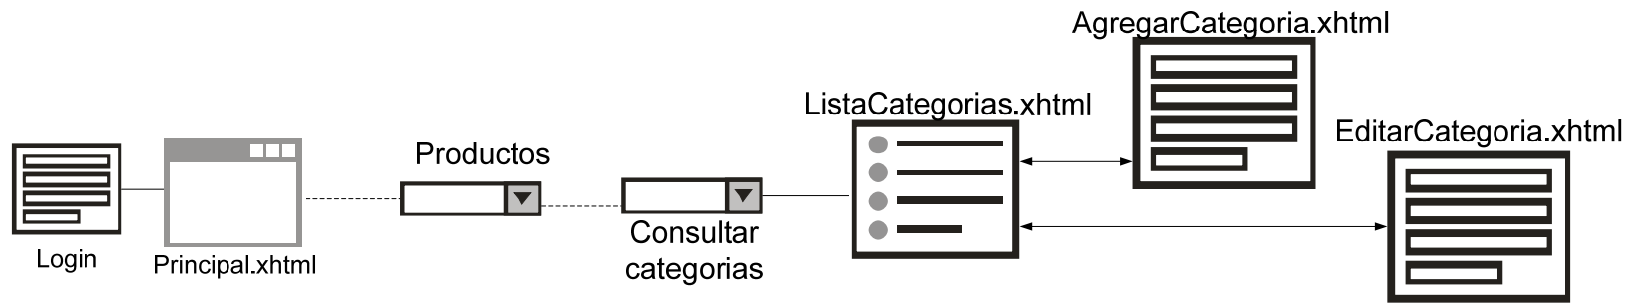 AgregarCategoria.xhtml
ListaCategorias.xhtml
EditarCategoria.xhtml
Productos
Consultar
categorias
Login
Principal.xhtml